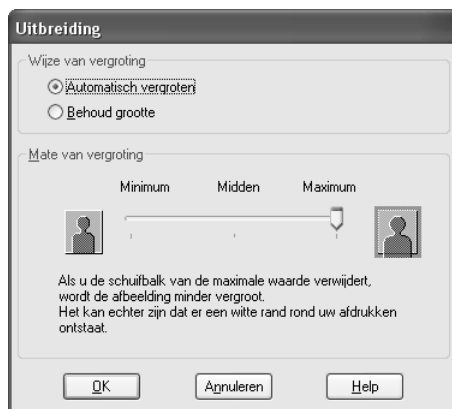 Uitbreiding
Wijze van vergroting
Automatisch vergroten
Behoud grootte
Mate van vergroting
Minimum Midden Maximum
Als u de schuifbalk van de maximale waarde verwijdert,
wordt de afbeelding minder vergroot.
Het kan echter zijn dat er een witte rand rond uw afdrukken
ontstaat.
OK Annuleren Help